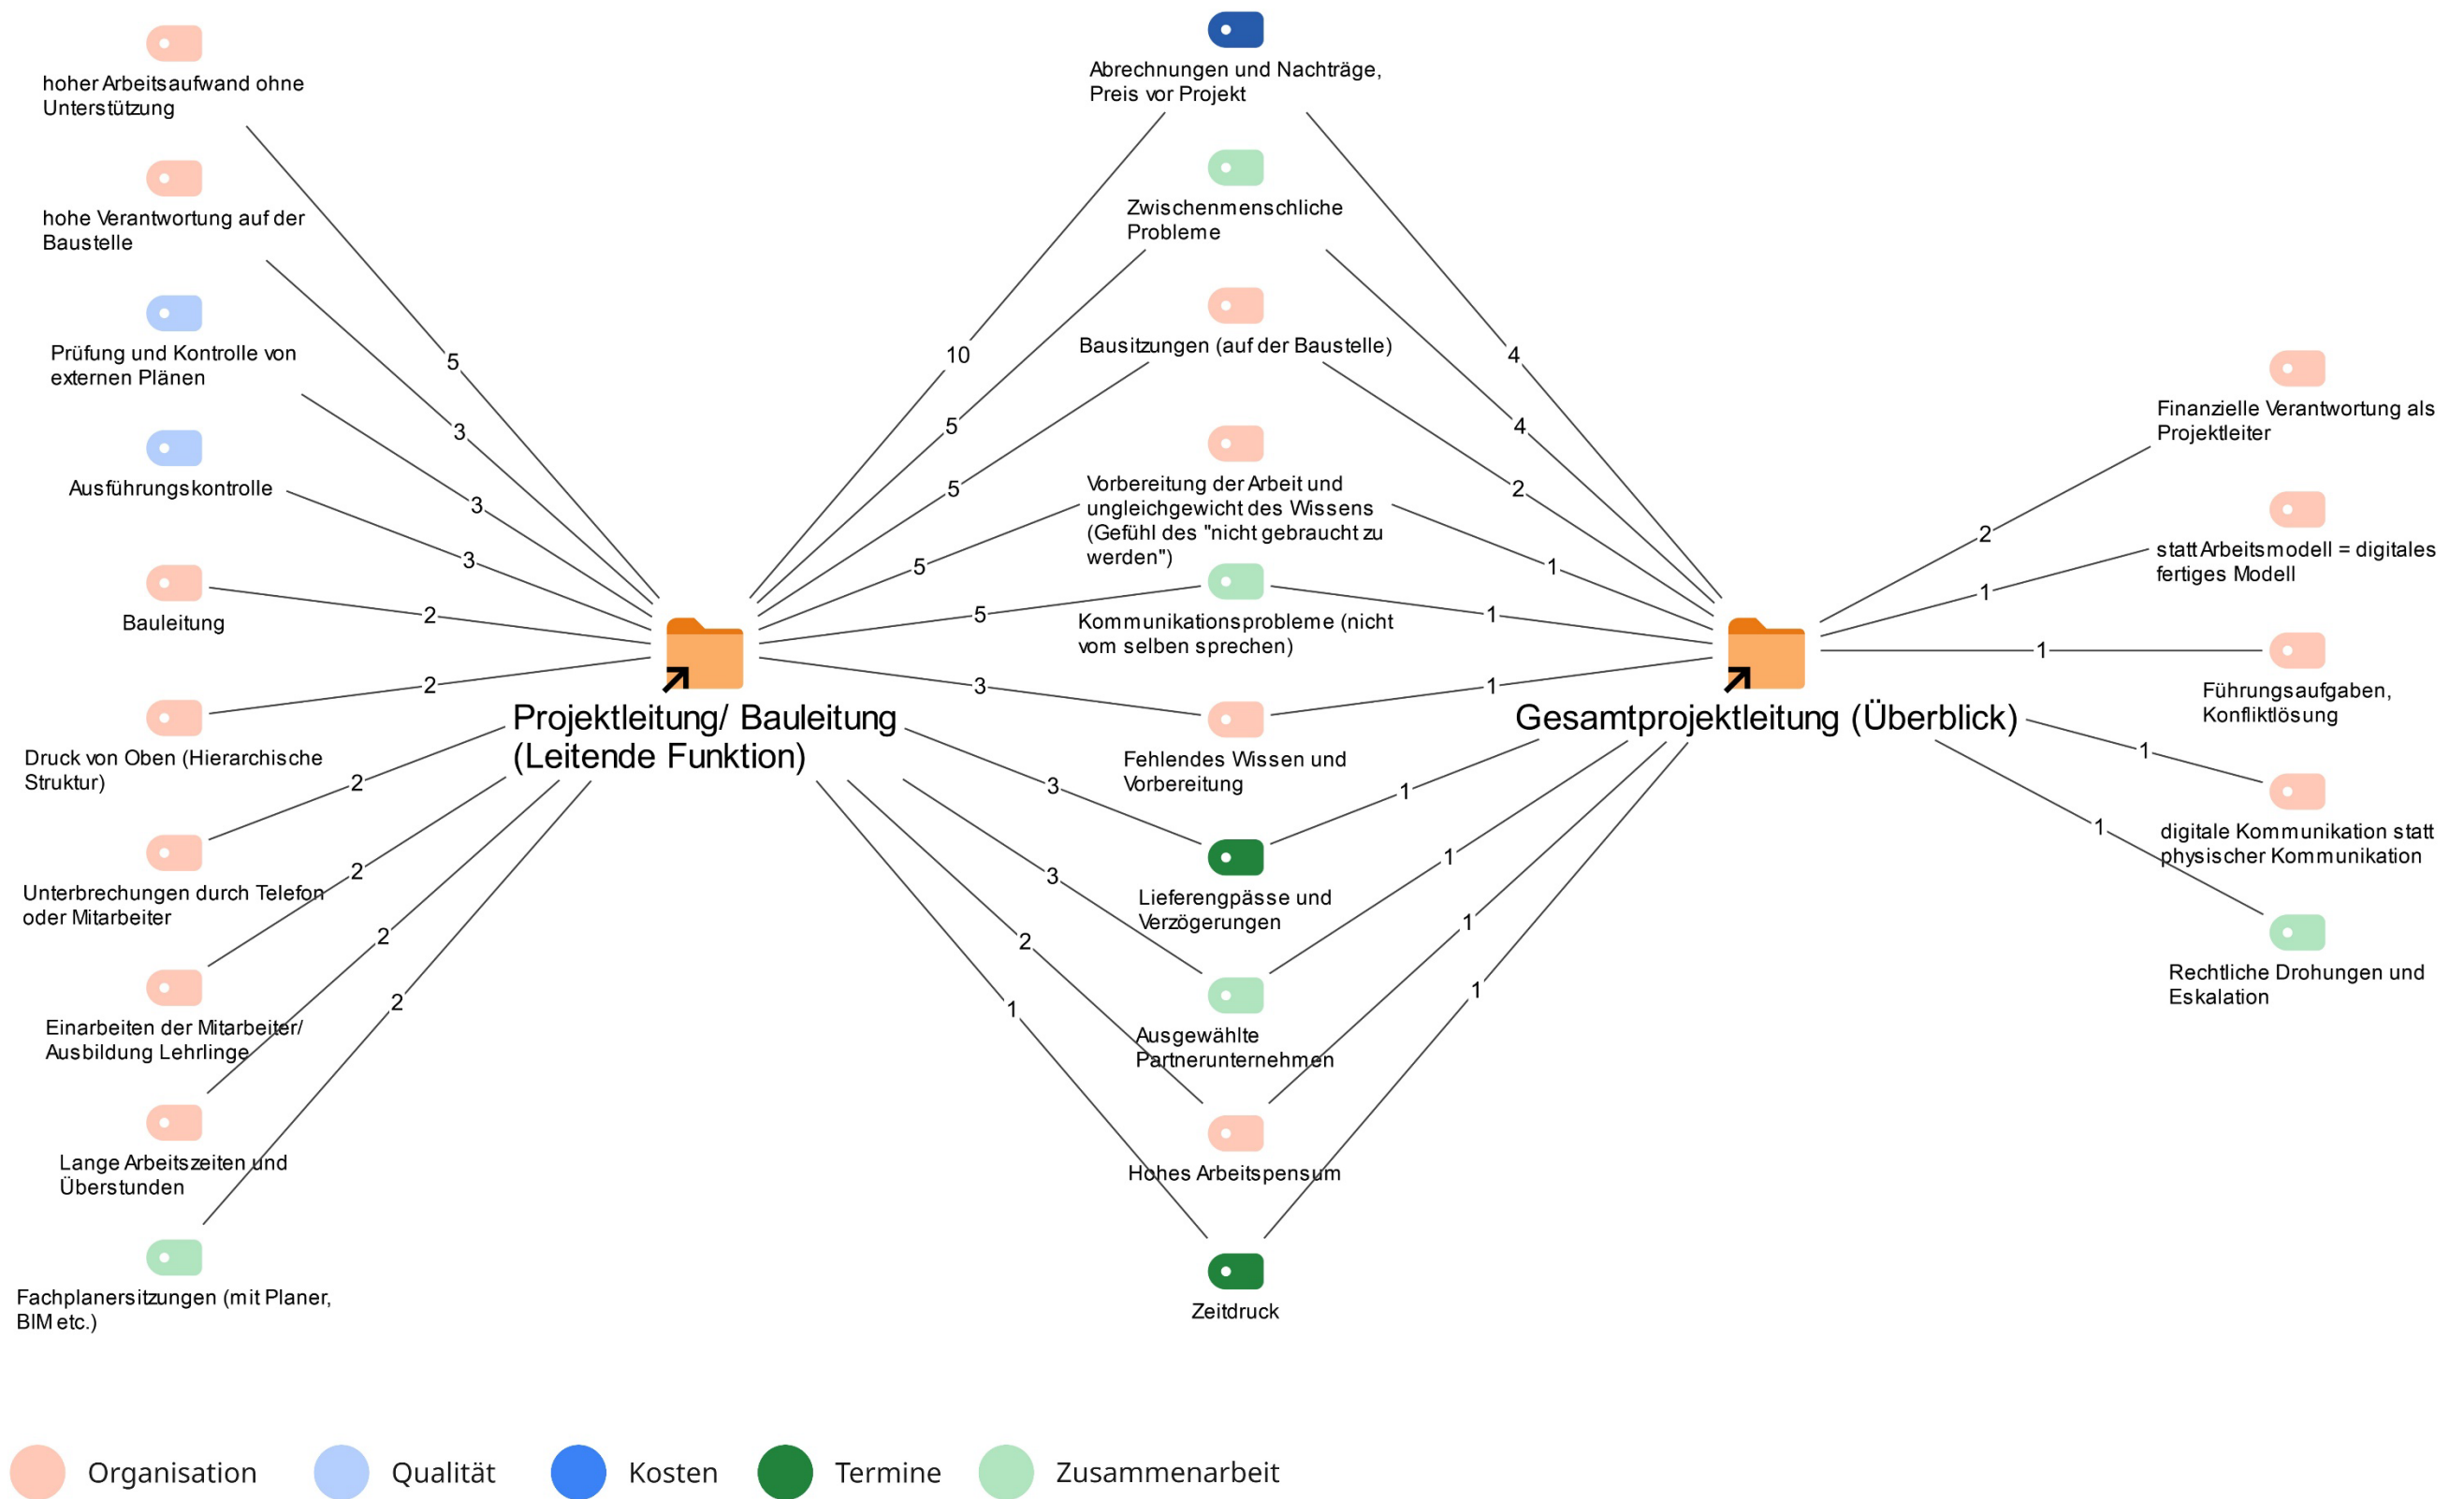 hoher Arbeitsaufwand ohne
Unterstützung
hohe Verantwortung auf der
Baustelle
Prüfung und Kontrolle von
externen Plänen
Ausführungskontrolle
Bauleitung
Druck von Oben (Hierarchische
Struktur)
Unterbrechungen durch Telefon
oder Mitarbeiter
Einarbeiten der Mitarbeiter/
Ausbildung Lehrlinge
Lange Arbeitszeiten und
Überstunden
Fachplanersitzungen (mit Planer,
BIM etc.)
5
3
3
3
2
2
2
2
2
2
Projektleitung/ Bauleitung
(Leitende Funktion)
10
5
5
5
5
3
3
3
2
1
Abrechnungen und Nachträge,
Preis vor Projekt
Zwischenmenschliche
Probleme
Bausitzungen (auf der Baustelle)
Vorbereitung der Arbeit und
ungleichgewicht des Wissens
(Gefühl des "nicht gebraucht zu
werden")
Kommunikationsprobleme (nicht
vom selben sprechen)
Fehlendes Wissen und
Vorbereitung
Lieferengpässe und
Verzögerungen
Ausgewählte
Partnerunternehmen
Hohes Arbeitspensum
Zeitdruck
4
4
2
1
1
1
1
1
1
1
Gesamtprojektleitung (Überblick)
2
1
1
1
1
Finanzielle Verantwortung als
Projektleiter
statt Arbeitsmodell = digitales
fertiges Modell
Führungsaufgaben,
Konfliktlösung
digitale Kommunikation statt
physischer Kommunikation
Rechtliche Drohungen und
Eskalation
Organisation
Qualität
Kosten
Termine
Zusammenarbeit